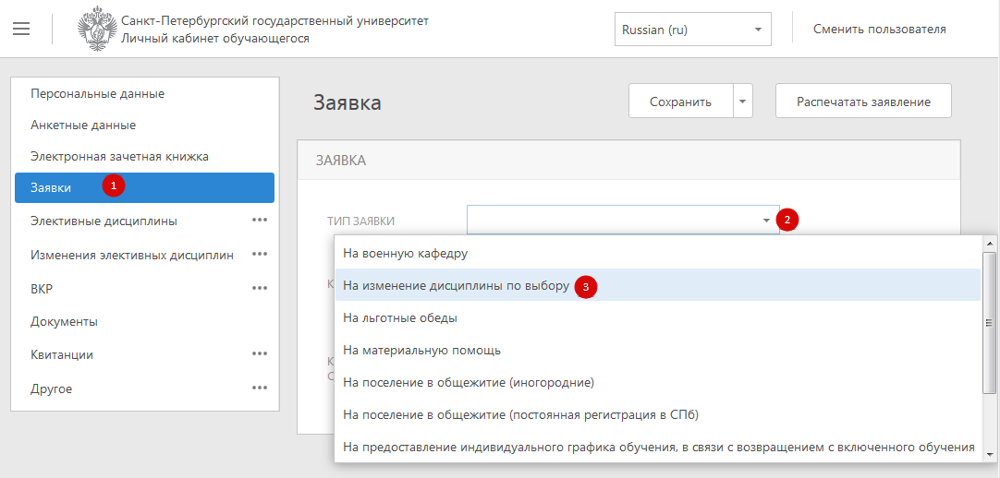 Санкт-Петербургский государственный университет
Личный кабинет обучающегося
Russian (ru)
Сменить пользователя
Персональные данные
Анкетные данные
Электронная зачетная книжка
Заявки
1
Элективные дисциплины
Изменения элективных дисциплин
ВКР
Документы
Квитанции
Другое
Заявка
Сохранить
Распечатать заявление
ЗАЯВКА
ТИП ЗАЯВКИ
2
На военную кафедру
На изменение дисциплины по выбору
3
На льготные обеды
На материальную помощь
На поселение в общежитие (иногородние)
На поселение в общежитие (постоянная регистрация в СПб)
На предоставление индивидуального графика обучения, в связи с возвращением с включенного обучения